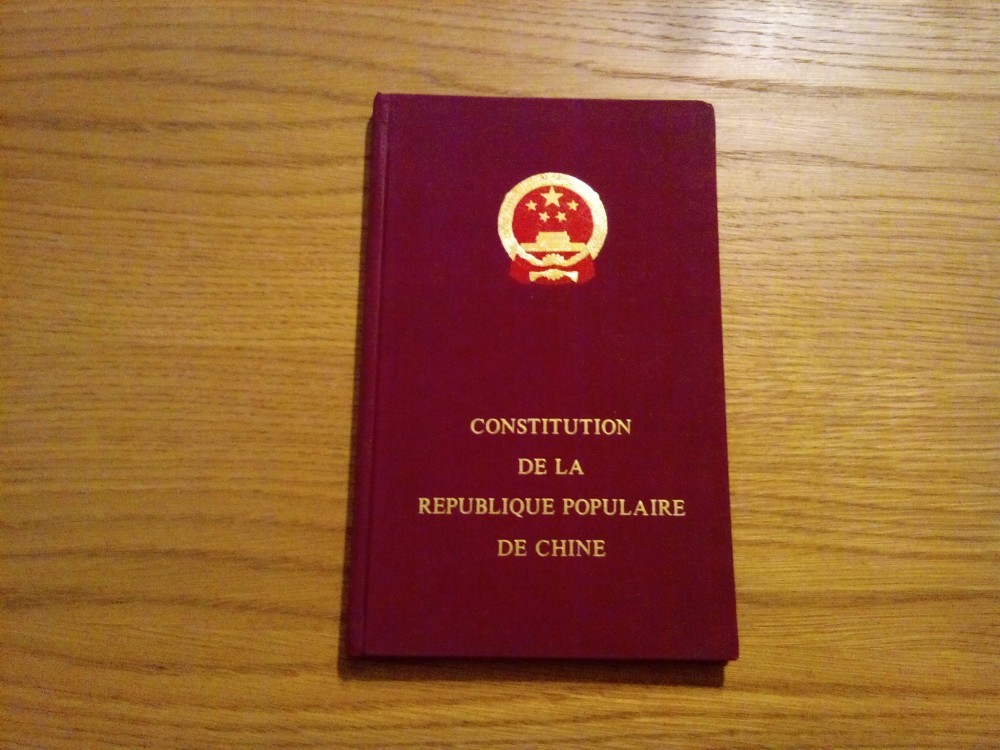 CONSTITUTION
DE LA
REPUBLIQUE POPULAIRE
DE CHINE